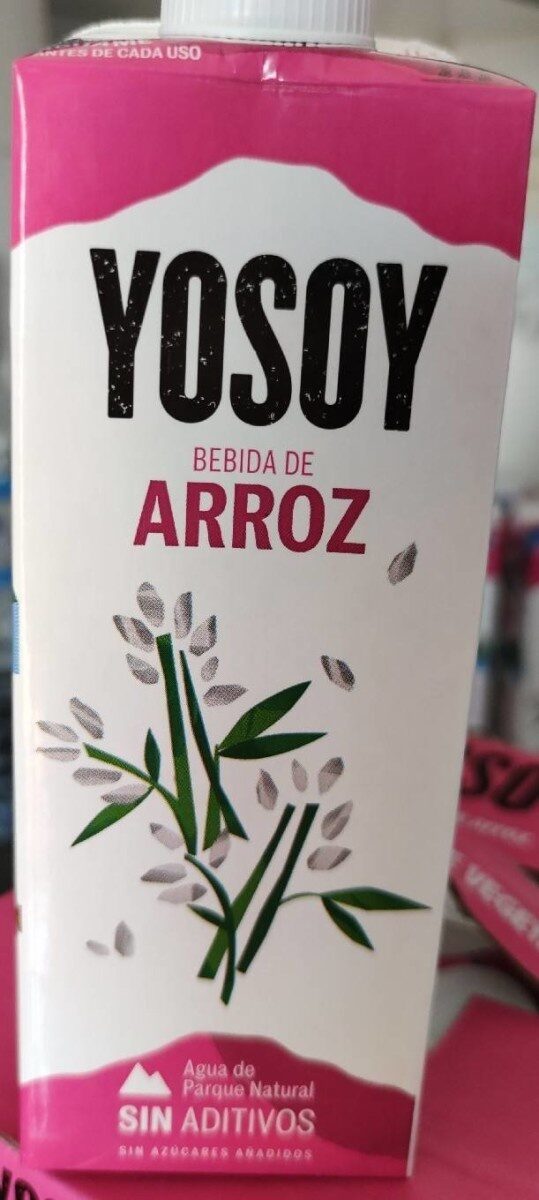 ANTES DE CADA USO
YOSOY
BEBIDA DE
ARROZ
Agua de
Parque Natural
SIN ADITIVOS
SIN AZÚCARES AÑADIDOS